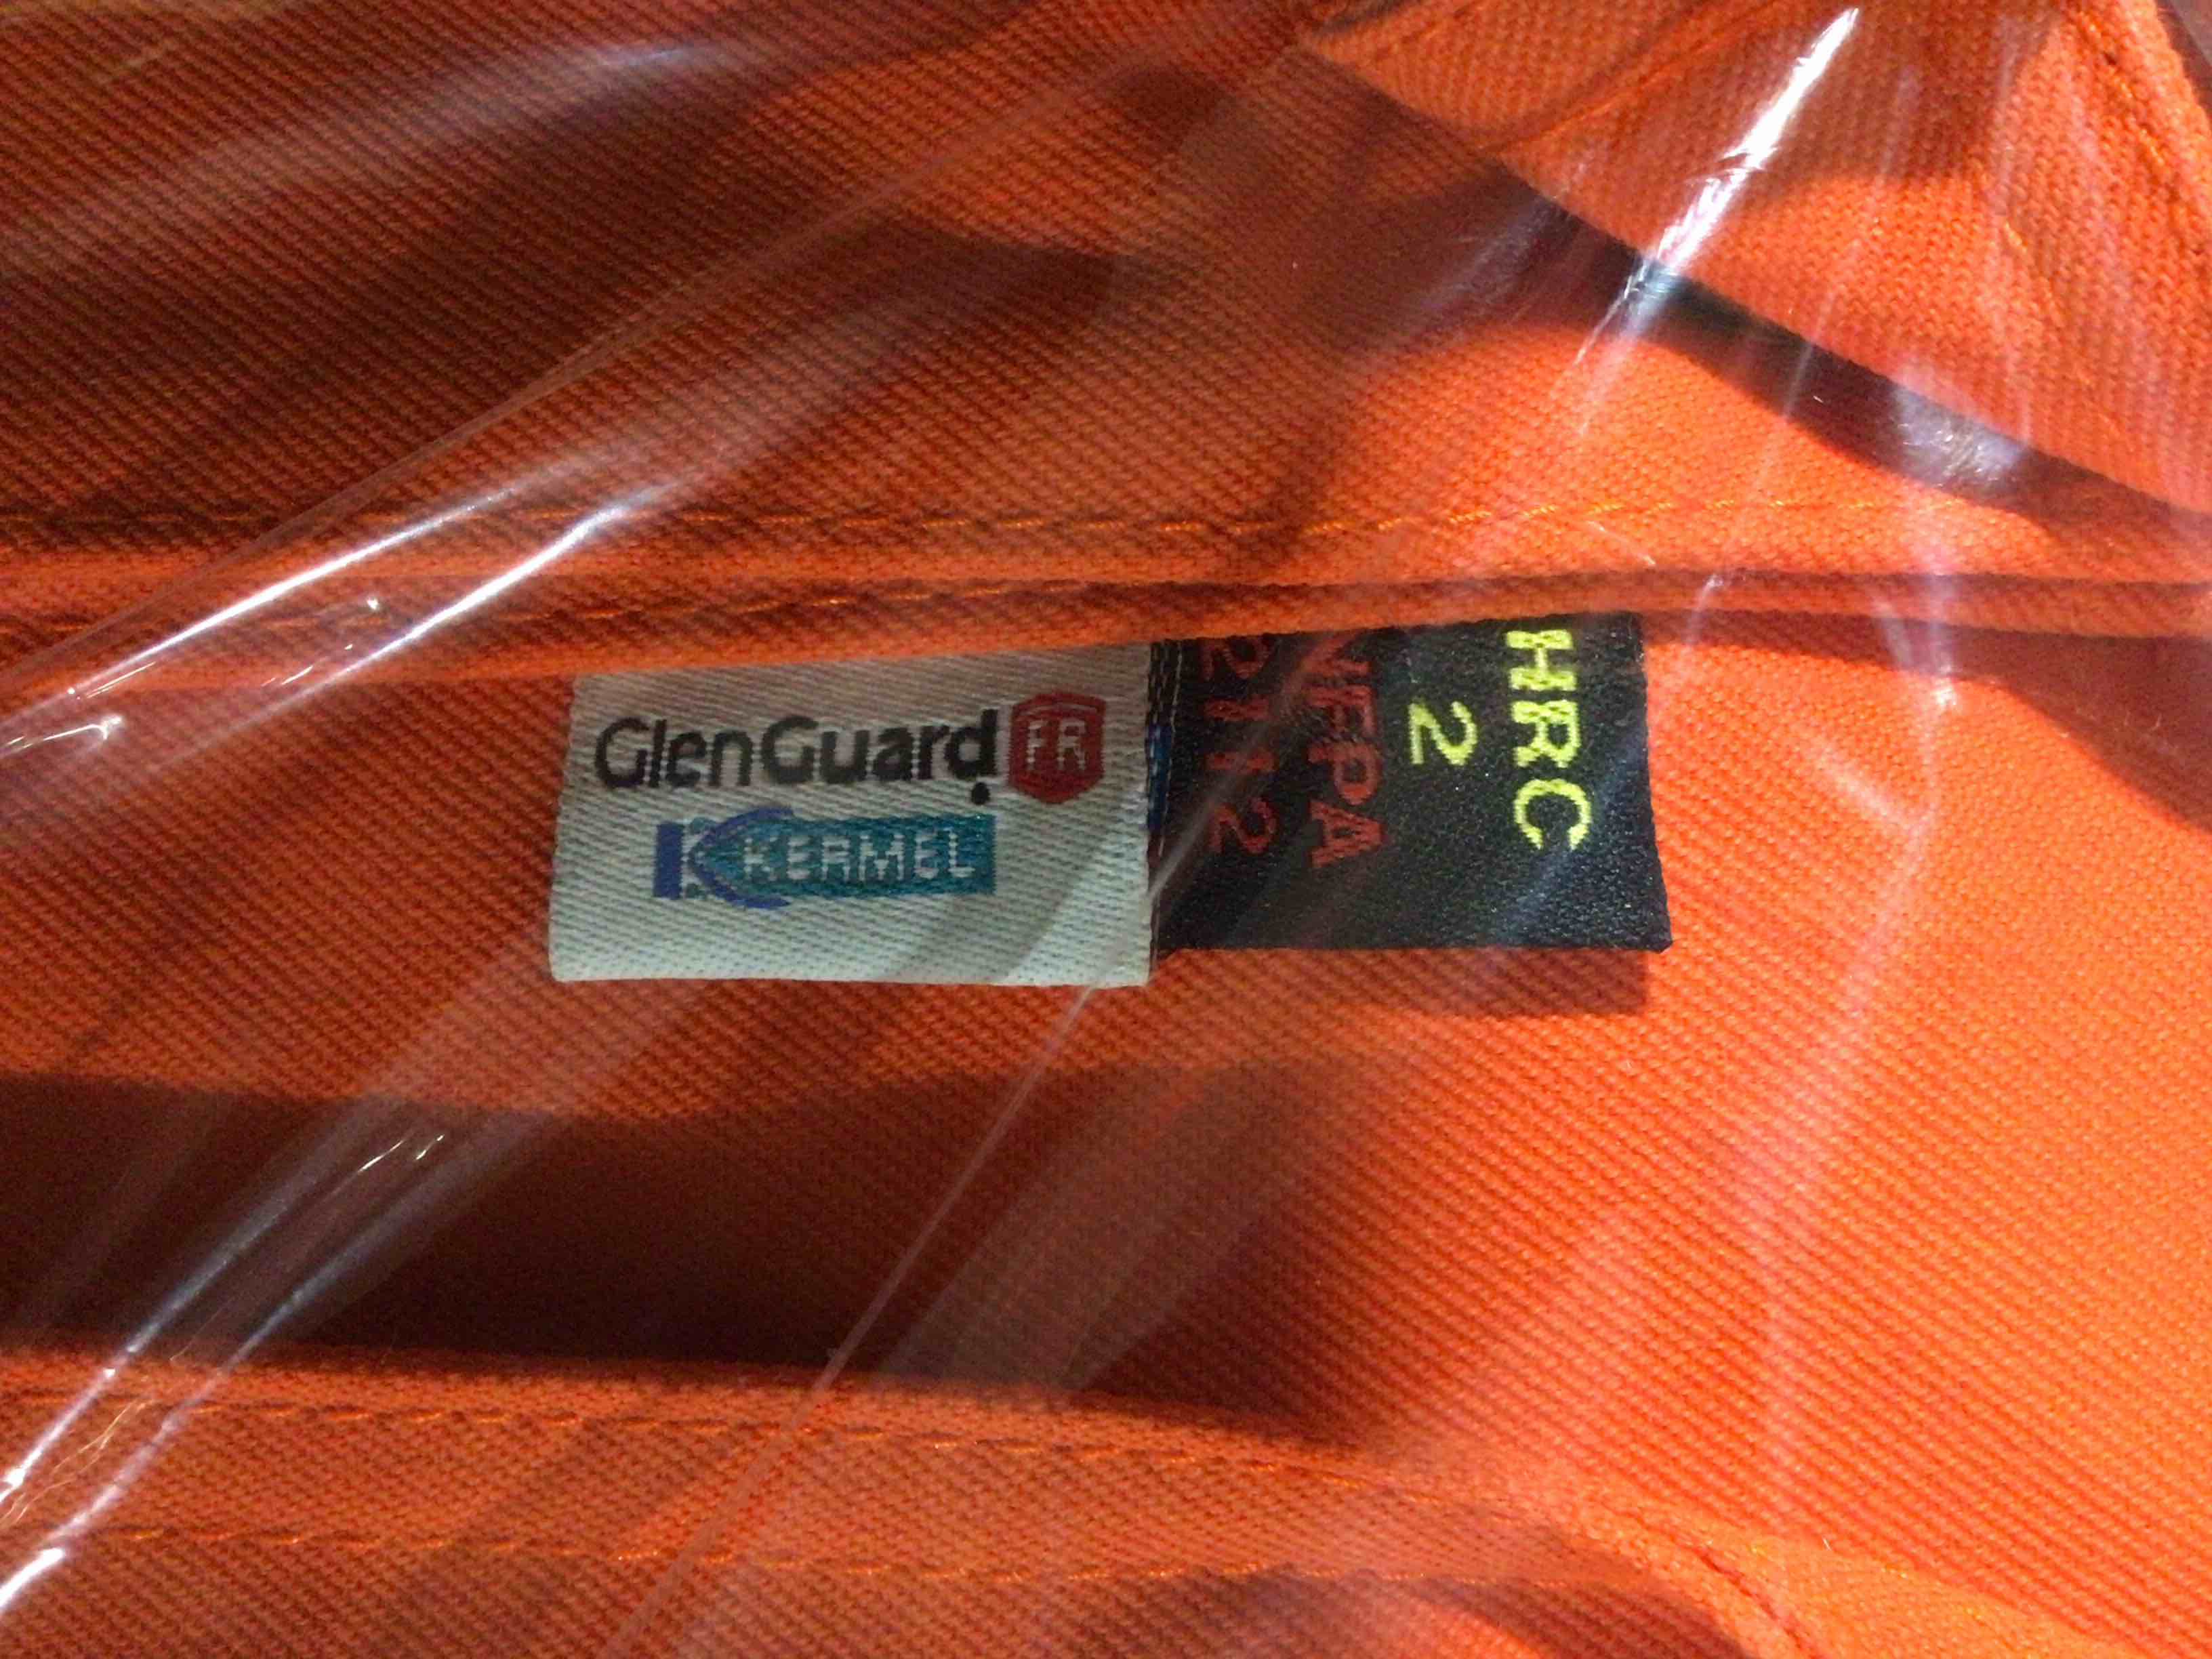 GlenGuard FR
KERMEL
HRC
2
NFPA
2112